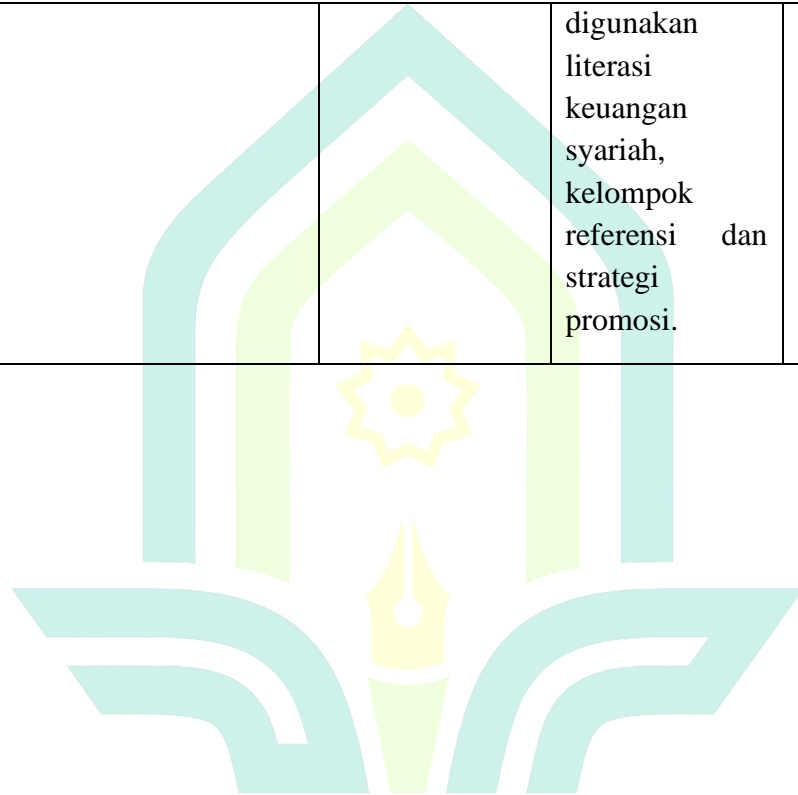 digunakan
literasi
keuangan
syariah,
kelompok
referensi dan
strategi
promosi.